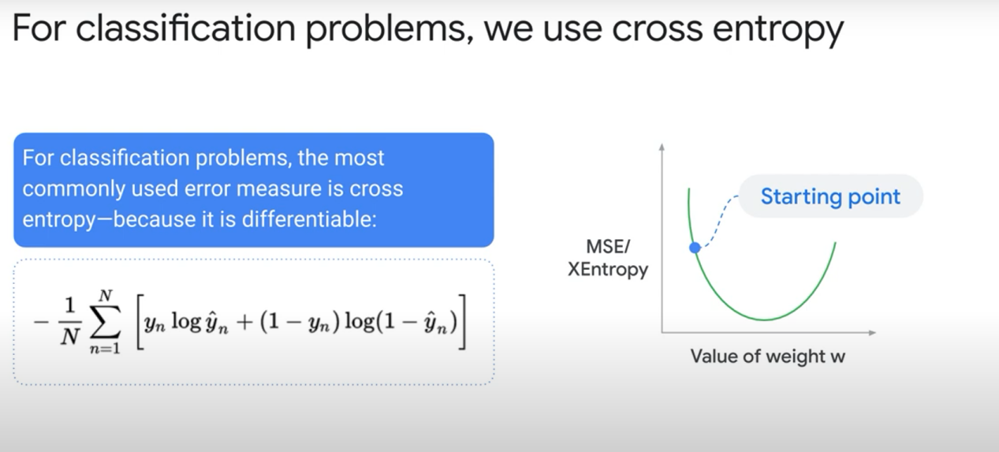 For classification problems, we use cross entropy
For classification problems, the most
commonly used error measure is cross
entropy—because it is differentiable:
$-\frac{1}{N}\sum_{n=1}^{N}\left[y_n \log \hat{y}_n + (1 - y_n)\log(1 - \hat{y}_n)\right]$
Starting point
MSE/
XEntropy
Value of weight w